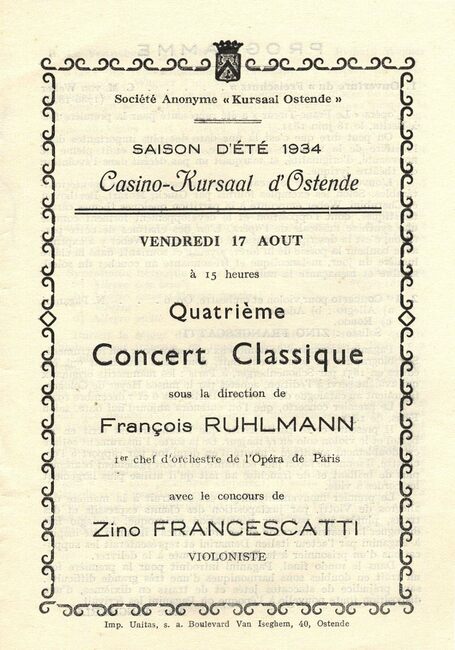 Société Anonyme « Kursaal Ostende »
SAISON D'ÉTÉ 1934
Casino-Kursaal d'Ostende
VENDREDI 17 AOUT
à 15 heures
Quatrième
Concert Classique
sous la direction de
François RUHLMANN
1er chef d'orchestre de l'Opéra de Paris
avec le concours de
Zino FRANCESCATTI
VIOLONISTE
Imp. Unitas, s. a. Boulevard Van Iseghem, 40, Ostende